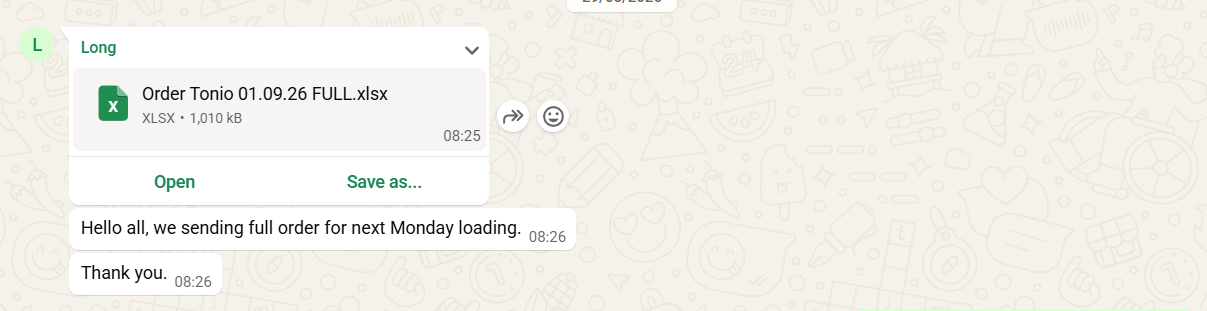 L
Long
Order Tonio 01.09.26 FULL.xlsx
X
XLSX • 1,010 kB
08:25
Open
Save as...
Hello all, we sending full order for next Monday loading. 08:26
Thank you. 08:26